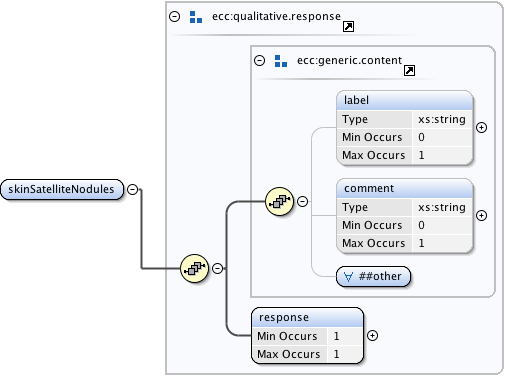 ecc:qualitative.response
ecc:generic.content
label
Type xs:string
Min Occurs 0
Max Occurs 1
skinSatelliteNodules
comment
Type xs:string
Min Occurs 0
Max Occurs 1
∀ ##other
response
Min Occurs 1
Max Occurs 1